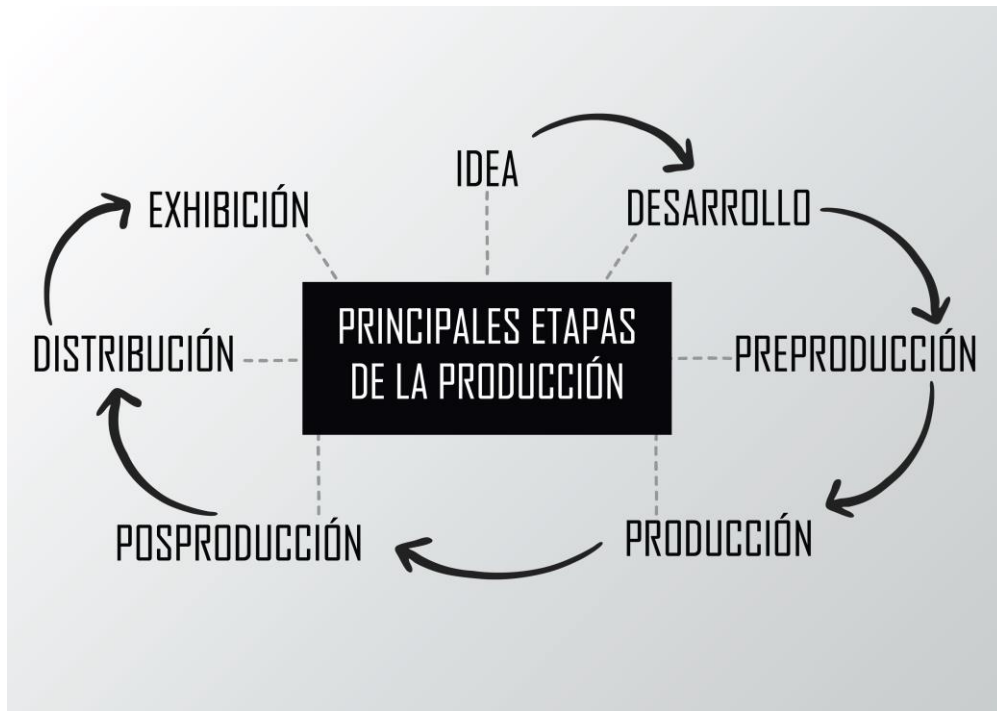 IDEA
DESARROLLO
PREPRODUCCIÓN
PRODUCCIÓN
POSPRODUCCIÓN
DISTRIBUCIÓN
EXHIBICIÓN
PRINCIPALES ETAPAS
DE LA PRODUCCIÓN